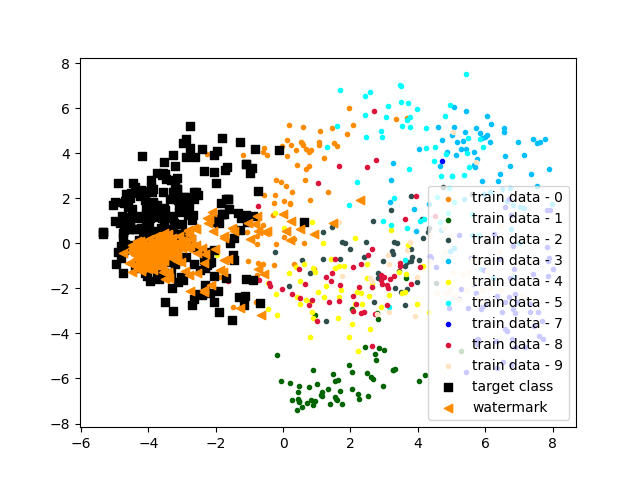 8
6
4
2
0
−2
−4
−6
−8
−6
−4
−2
0
2
4
6
8
train data - 0
train data - 1
train data - 2
train data - 3
train data - 4
train data - 5
train data - 7
train data - 8
train data - 9
target class
watermark